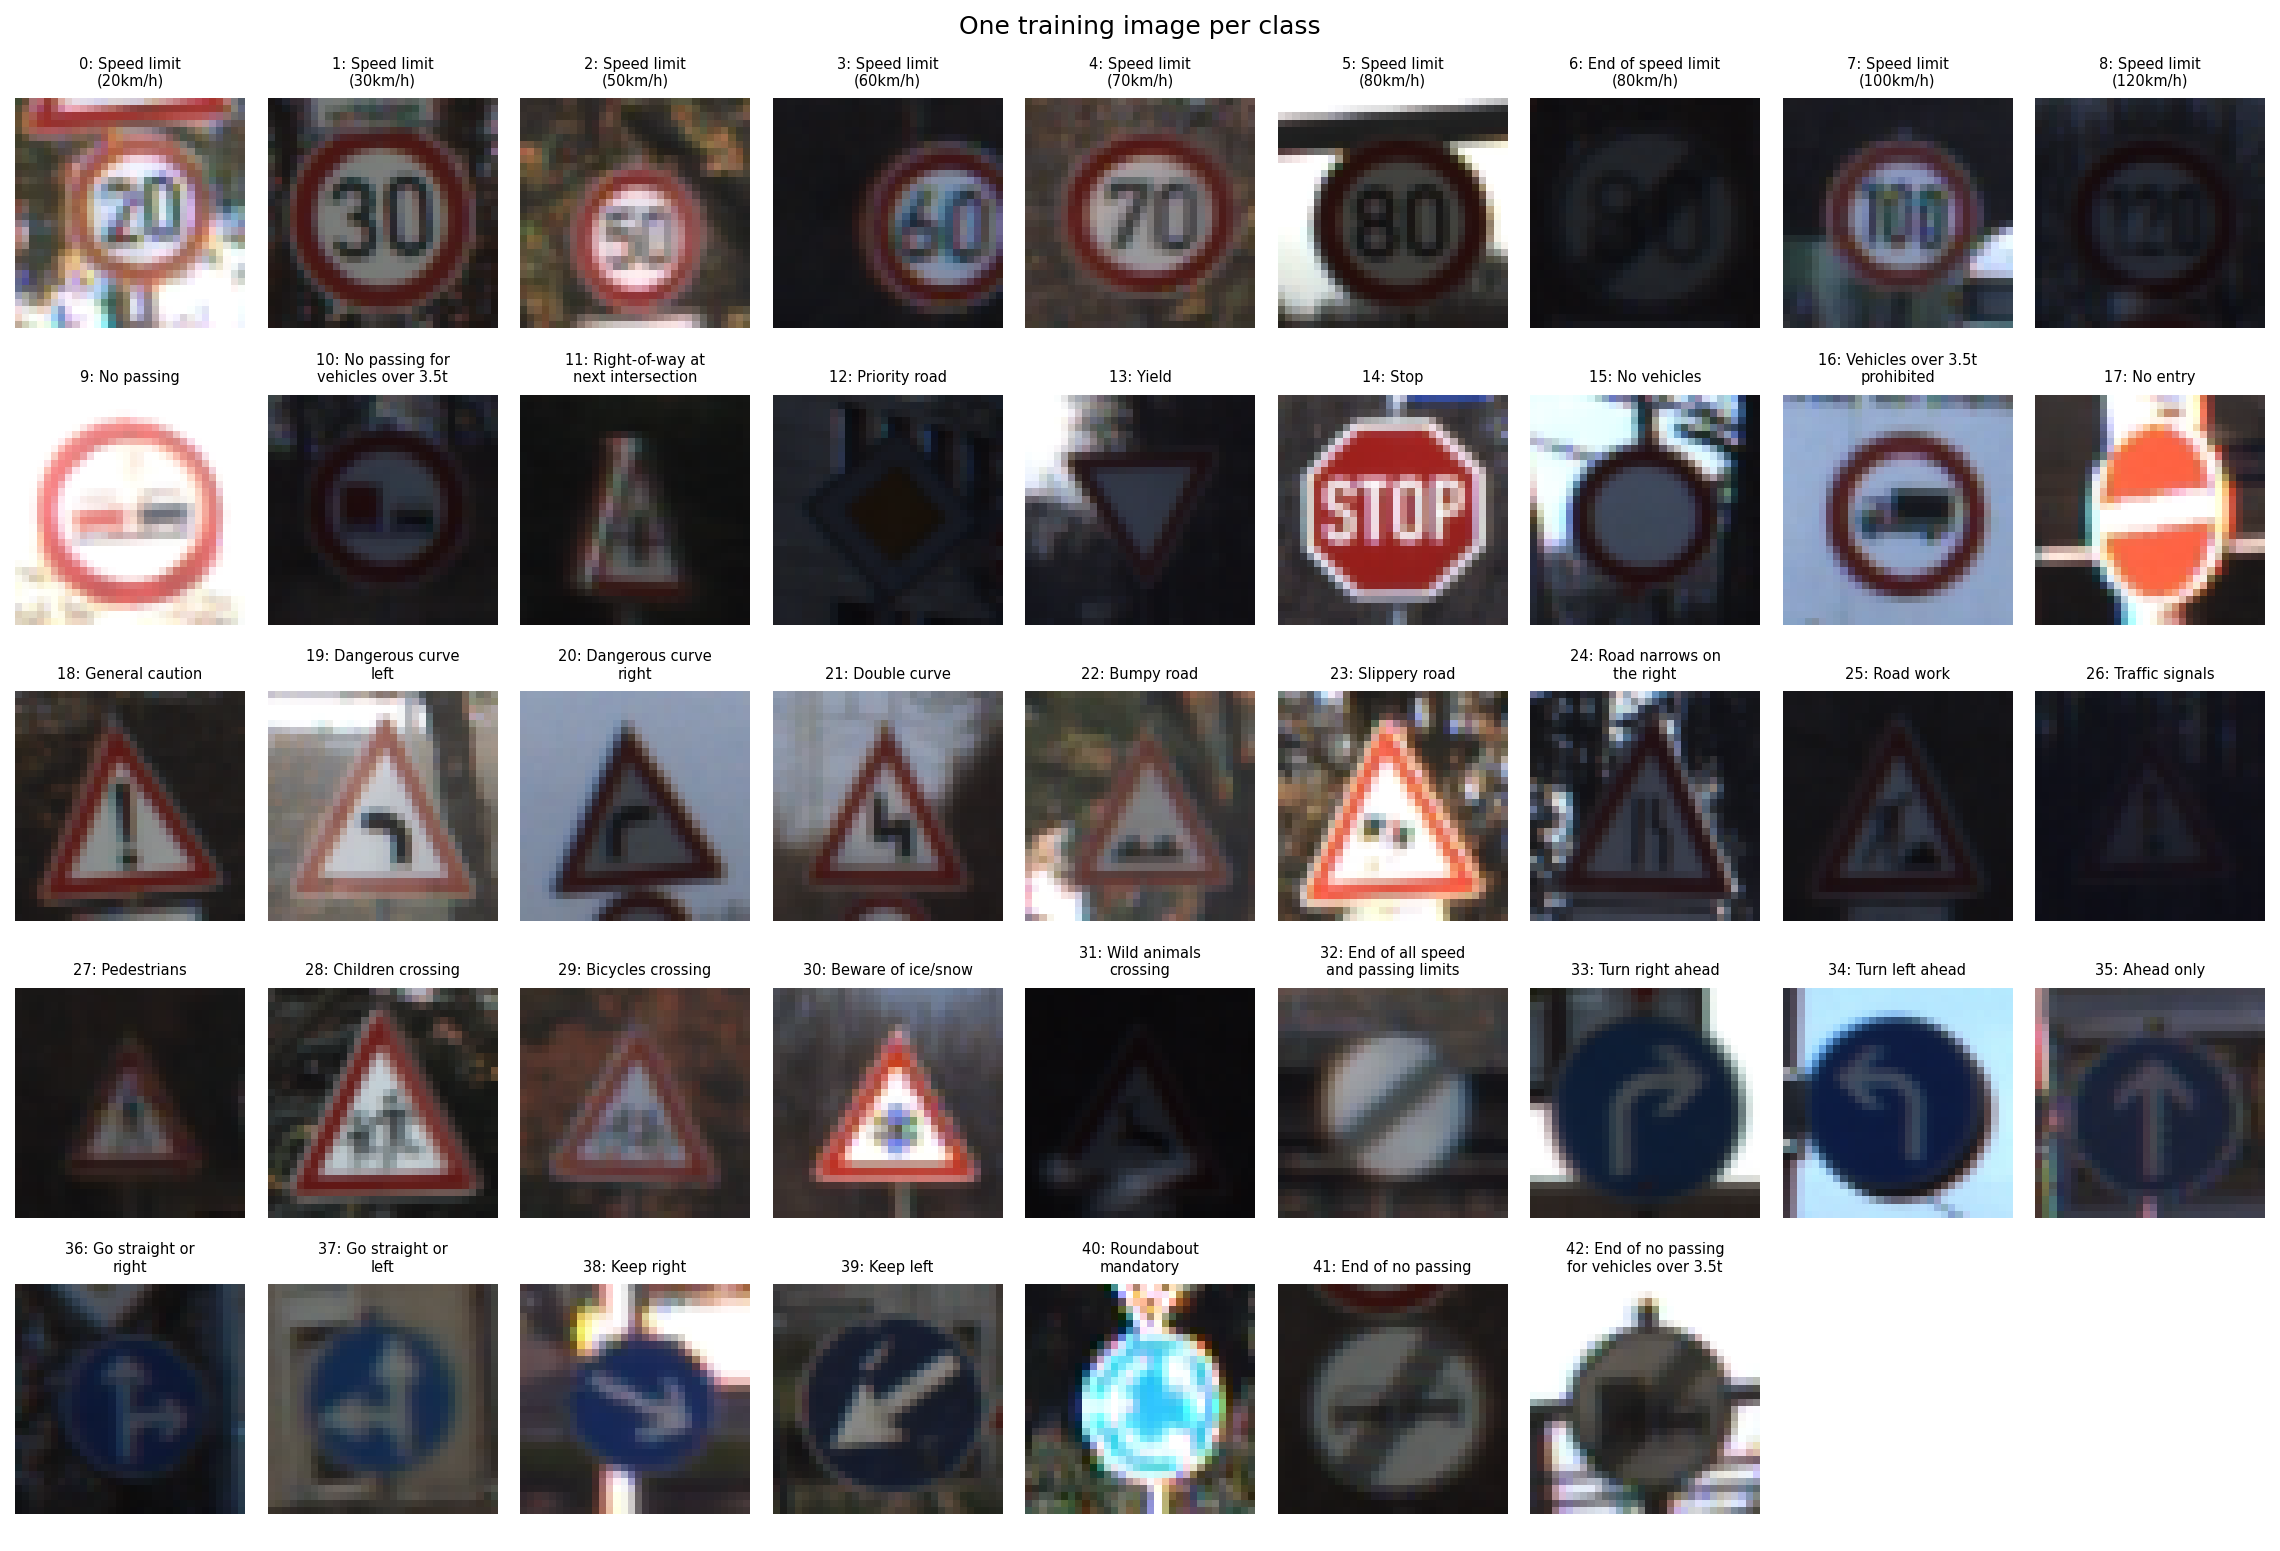 One training image per class
0: Speed limit
(20km/h)
1: Speed limit
(30km/h)
2: Speed limit
(50km/h)
3: Speed limit
(60km/h)
4: Speed limit
(70km/h)
5: Speed limit
(80km/h)
6: End of speed limit
(80km/h)
7: Speed limit
(100km/h)
8: Speed limit
(120km/h)
20
30
50
60
70
80
80
100
120
9: No passing
10: No passing for
vehicles over 3.5t
11: Right-of-way at
next intersection
12: Priority road
13: Yield
14: Stop
15: No vehicles
16: Vehicles over 3.5t
prohibited
17: No entry
STOP
18: General caution
19: Dangerous curve
left
20: Dangerous curve
right
21: Double curve
22: Bumpy road
23: Slippery road
24: Road narrows on
the right
25: Road work
26: Traffic signals
27: Pedestrians
28: Children crossing
29: Bicycles crossing
30: Beware of ice/snow
31: Wild animals
crossing
32: End of all speed
and passing limits
33: Turn right ahead
34: Turn left ahead
35: Ahead only
36: Go straight or
right
37: Go straight or
left
38: Keep right
39: Keep left
40: Roundabout
mandatory
41: End of no passing
42: End of no passing
for vehicles over 3.5t